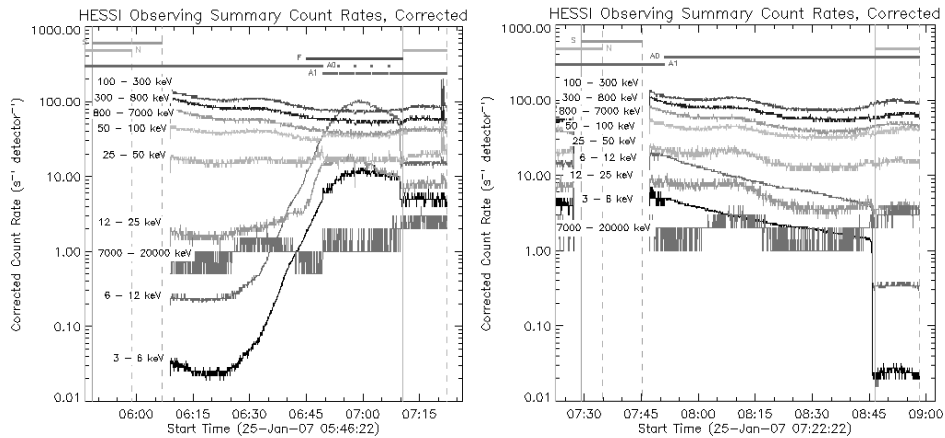 HESSI Observing Summary Count Rates, Corrected
1000.00
100.00
10.00
1.00
0.10
0.01
Corrected Count Rate (s⁻¹ detector⁻¹)
S
N
F
A0
A1
100 – 300 keV
300 – 800 keV
800 – 7000 keV
50 – 100 keV
25 – 50 keV
12 – 25 keV
7000 – 20000 keV
6 – 12 keV
3 – 6 keV
06:00 06:15 06:30 06:45 07:00 07:15
Start Time (25-Jan-07 05:46:22)
HESSI Observing Summary Count Rates, Corrected
1000.00
100.00
10.00
1.00
0.10
0.01
Corrected Count Rate (s⁻¹ detector⁻¹)
S
N
A0
A1
100 – 300 keV
300 – 800 keV
800 – 7000 keV
50 – 100 keV
25 – 50 keV
6 – 12 keV
12 – 25 keV
3 – 6 keV
7000 – 20000 keV
07:30 07:45 08:00 08:15 08:30 08:45 09:00
Start Time (25-Jan-07 07:22:22)